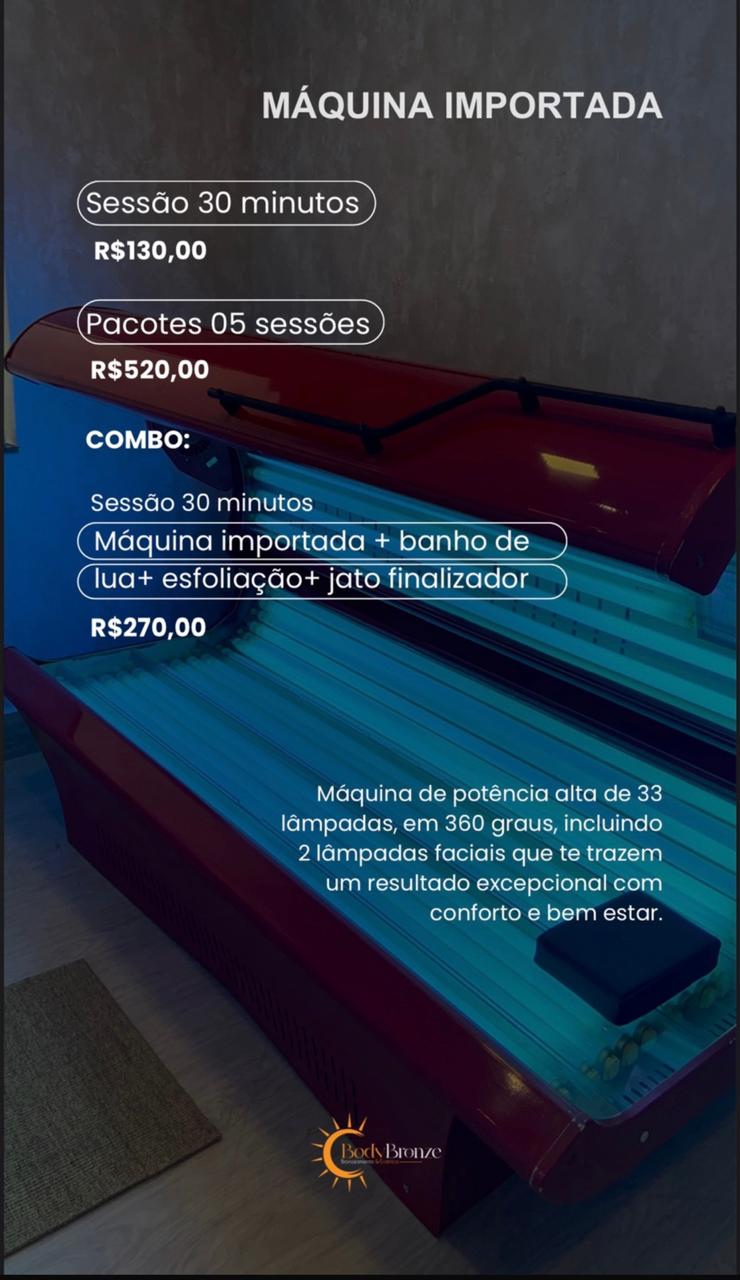 MÁQUINA IMPORTADA
Sessão 30 minutos
R$130,00
Pacotes 05 sessões
R$520,00
COMBO:
Sessão 30 minutos
Máquina importada + banho de
lua+ esfoliação+ jato finalizador
R$270,00
Máquina de potência alta de 33
lâmpadas, em 360 graus, incluindo
2 lâmpadas faciais que te trazem
um resultado excepcional com
conforto e bem estar.
BodyBronze